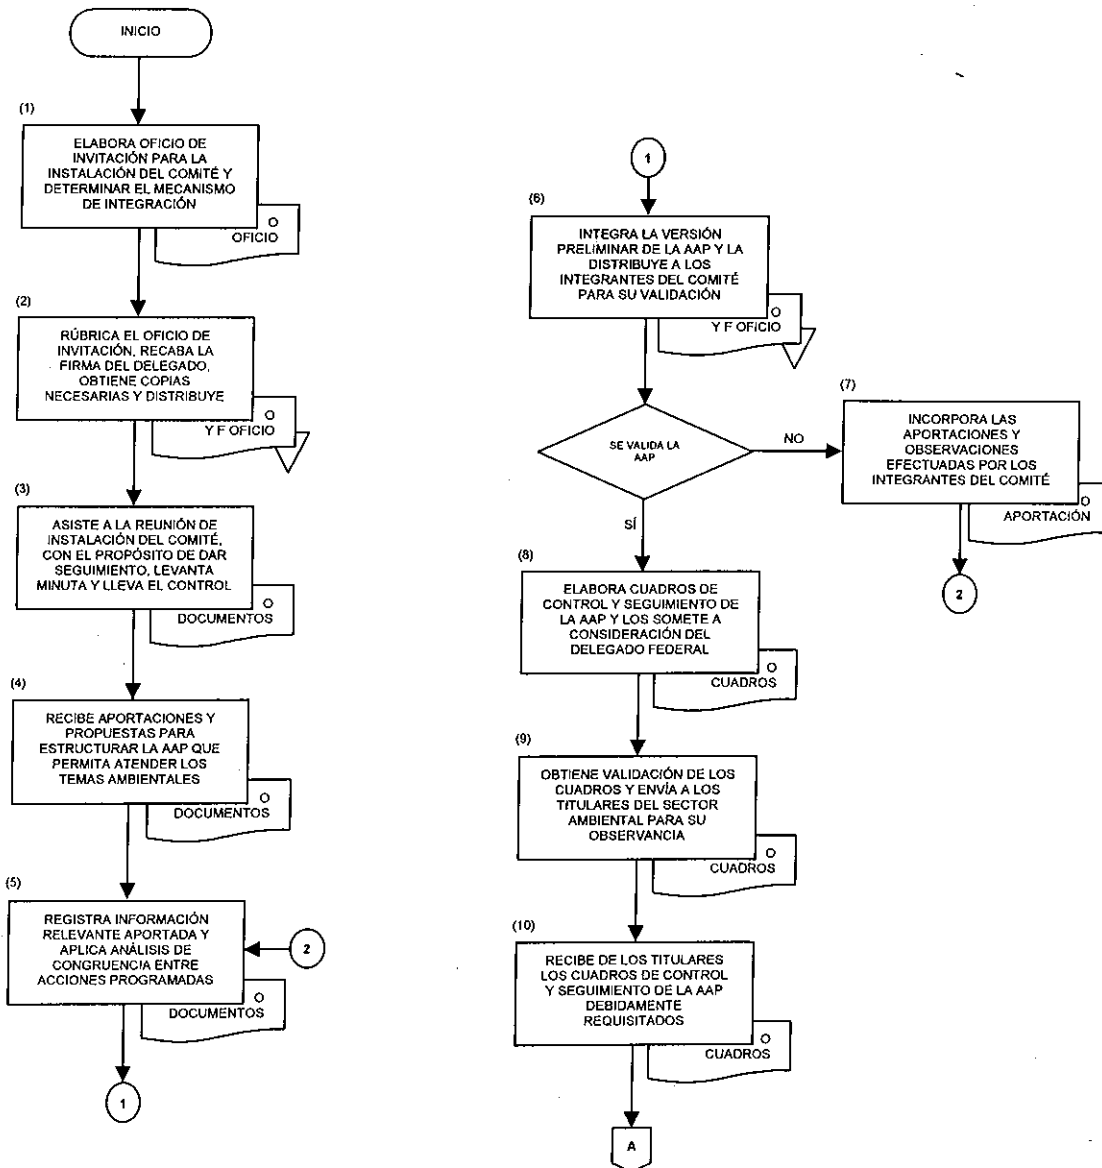 INICIO
(1)
ELABORA OFICIO DE
INVITACIÓN PARA LA
INSTALACIÓN DEL COMITÉ Y
DETERMINAR EL MECANISMO
DE INTEGRACIÓN
O
OFICIO
(2)
RÚBRICA EL OFICIO DE
INVITACIÓN, RECABA LA
FIRMA DEL DELEGADO,
OBTIENE COPIAS
NECESARIAS Y DISTRIBUYE
O
Y F OFICIO
(3)
ASISTE A LA REUNIÓN DE
INSTALACIÓN DEL COMITÉ,
CON EL PROPÓSITO DE DAR
SEGUIMIENTO, LEVANTA
MINUTA Y LLEVA EL CONTROL
O
DOCUMENTOS
(4)
RECIBE APORTACIONES Y
PROPUESTAS PARA
ESTRUCTURAR LA AAP QUE
PERMITA ATENDER LOS
TEMAS AMBIENTALES
O
DOCUMENTOS
(5)
REGISTRA INFORMACIÓN
RELEVANTE APORTADA Y
APLICA ANÁLISIS DE
CONGRUENCIA ENTRE
ACCIONES PROGRAMADAS
2
O
DOCUMENTOS
1
1
(6)
INTEGRA LA VERSIÓN
PRELIMINAR DE LA AAP Y LA
DISTRIBUYE A LOS
INTEGRANTES DEL COMITÉ
PARA SU VALIDACIÓN
O
Y F OFICIO
SE VALIDA LA
AAP
NO
(7)
INCORPORA LAS
APORTACIONES Y
OBSERVACIONES
EFECTUADAS POR LOS
INTEGRANTES DEL COMITÉ
O
APORTACIÓN
2
SÍ
(8)
ELABORA CUADROS DE
CONTROL Y SEGUIMIENTO DE
LA AAP Y LOS SOMETE A
CONSIDERACIÓN DEL
DELEGADO FEDERAL
O
CUADROS
(9)
OBTIENE VALIDACIÓN DE LOS
CUADROS Y ENVÍA A LOS
TITULARES DEL SECTOR
AMBIENTAL PARA SU
OBSERVANCIA
O
CUADROS
(10)
RECIBE DE LOS TITULARES
LOS CUADROS DE CONTROL
Y SEGUIMIENTO DE LA AAP
DEBIDAMENTE
REQUISITADOS
O
CUADROS
A